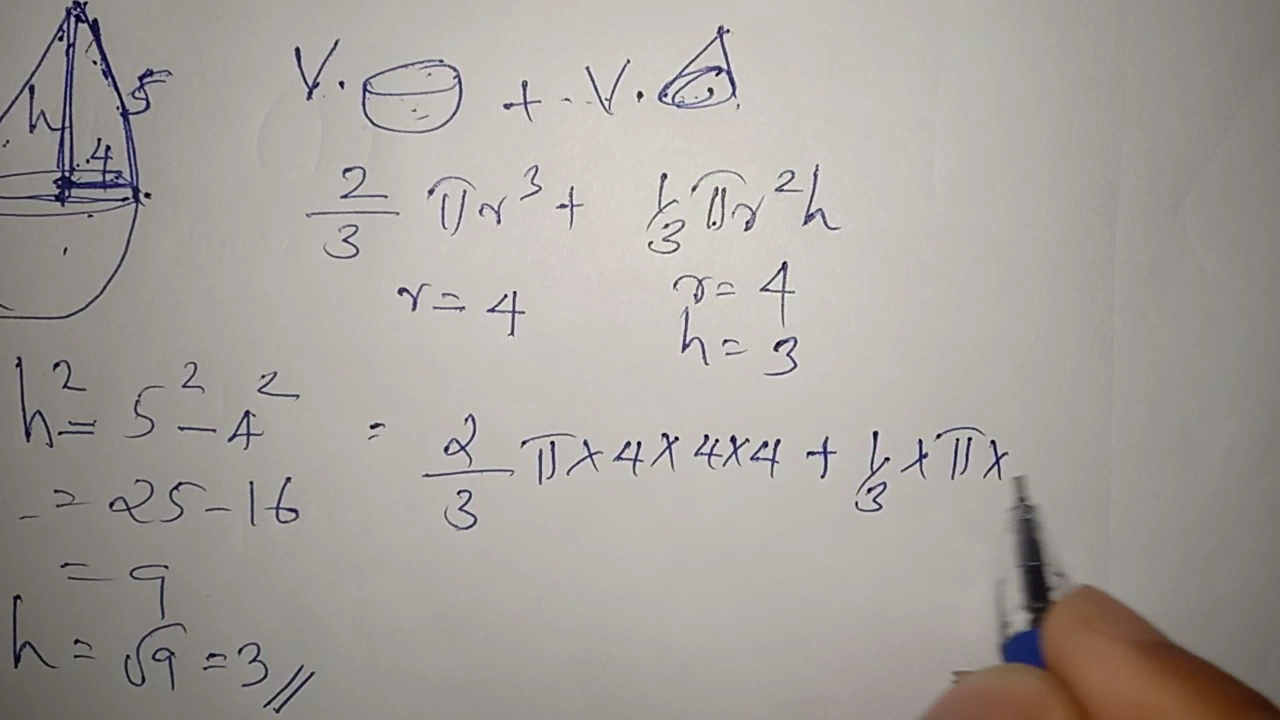 h 5
4
V. + V.
2/3 πr³ + 1/3 πr²h
r = 4 r = 4
h = 3
h² = 5² - 4²
= 25 - 16
= 9
h = √9 = 3 //
= 2/3 π × 4 × 4 × 4 + 1/3 × π ×